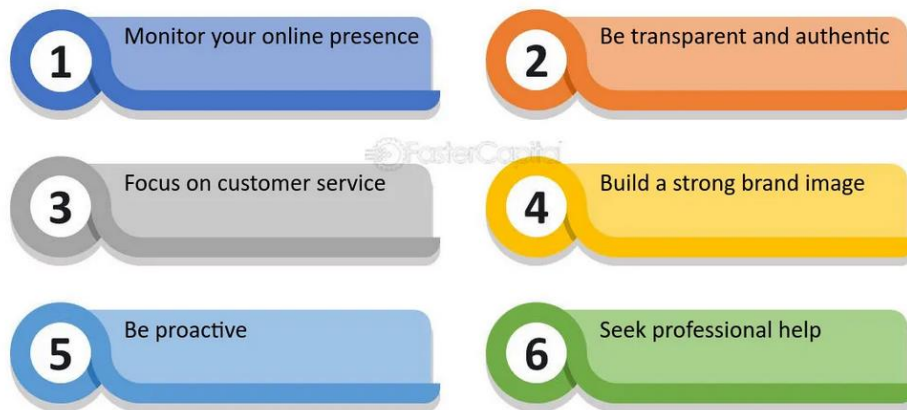 1 Monitor your online presence
2 Be transparent and authentic
FasterCapital
3 Focus on customer service
4 Build a strong brand image
5 Be proactive
6 Seek professional help